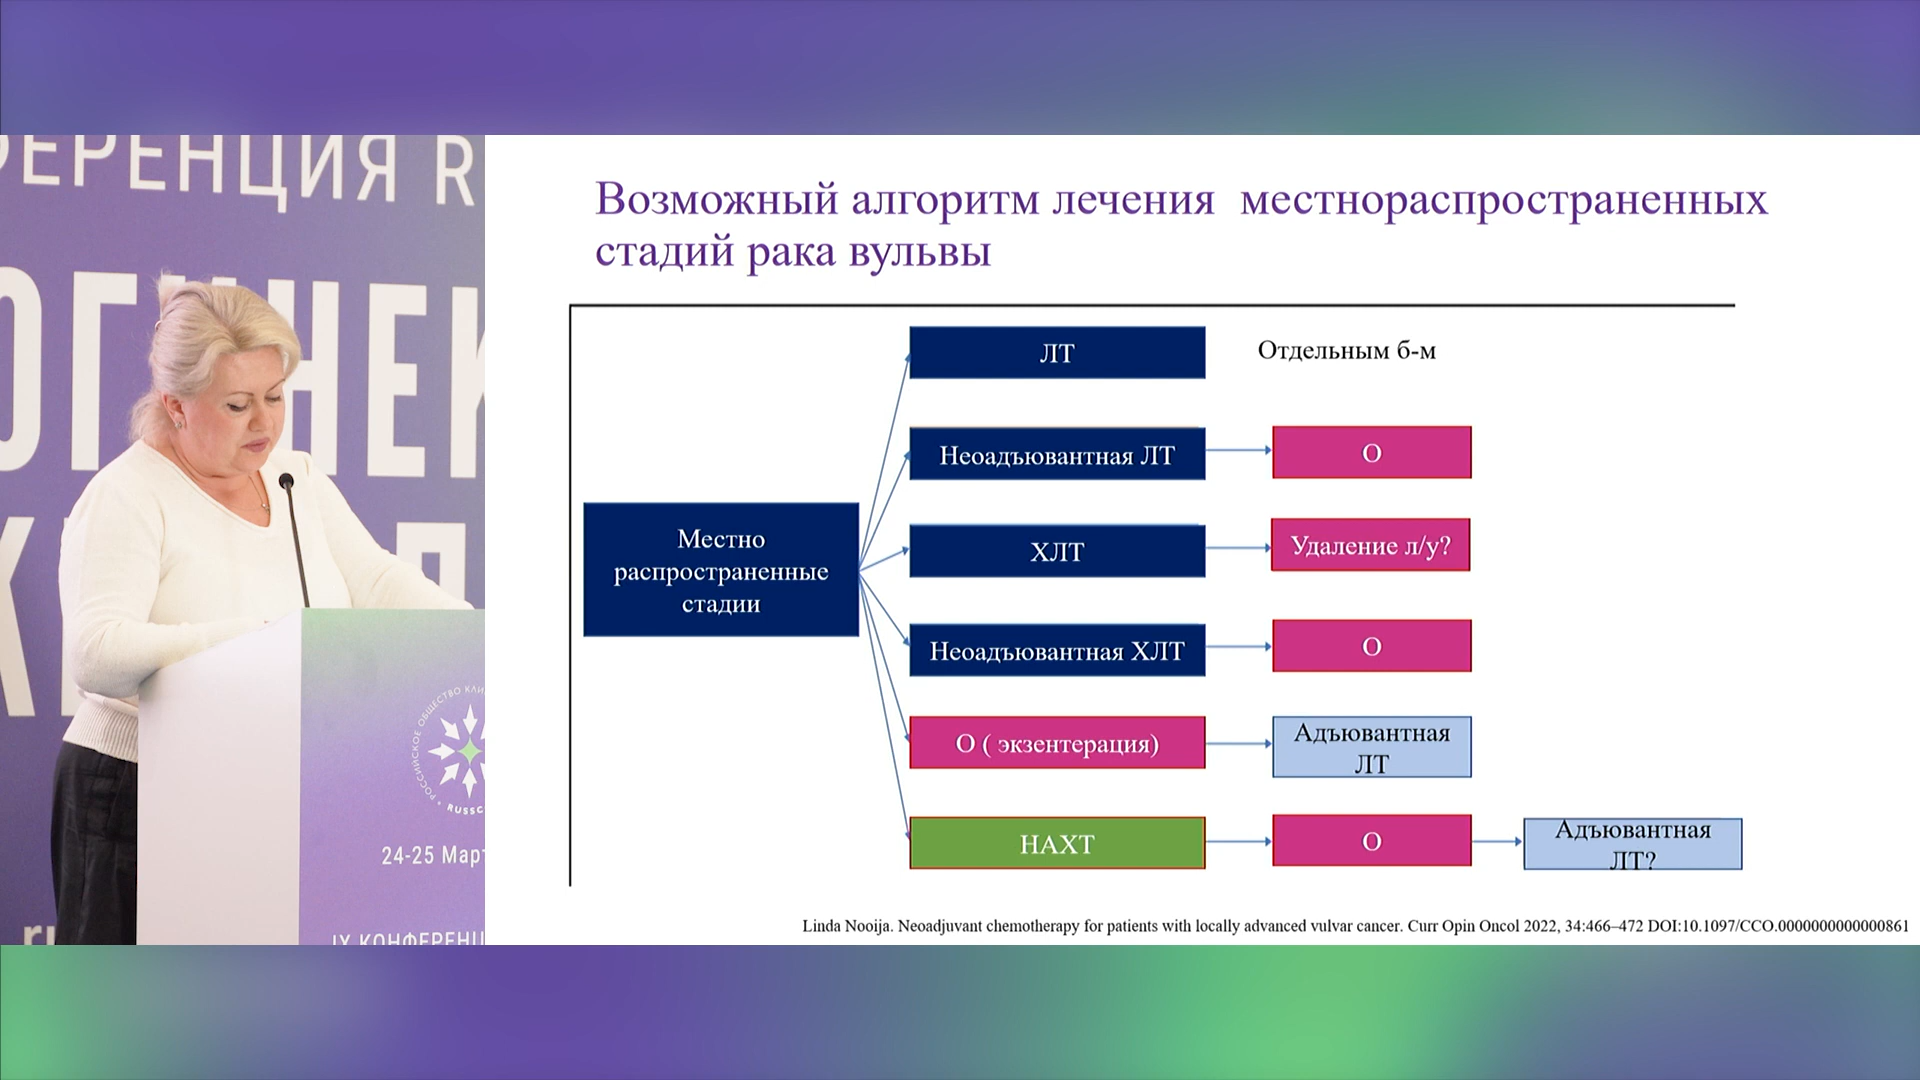 ФЕРЕНЦИЯ R
ОГИНЕК
24-25 Март
IX КОНФЕРЕНЦ
РОССИЙСКОЕ ОБЩЕСТВО КЛИ
RUSSC
Возможный алгоритм лечения местнораспространенных
стадий рака вульвы
Местно
распространенные
стадии
ЛТ
Отдельным б-м
Неоадъювантная ЛТ
О
ХЛТ
Удаление л/у?
Неоадъювантная ХЛТ
О
О ( экзентерация)
Адъювантная
ЛТ
НАХТ
О
Адъювантная
ЛТ?
Linda Nooija. Neoadjuvant chemotherapy for patients with locally advanced vulvar cancer. Curr Opin Oncol 2022, 34:466–472 DOI:10.1097/CCO.0000000000000861